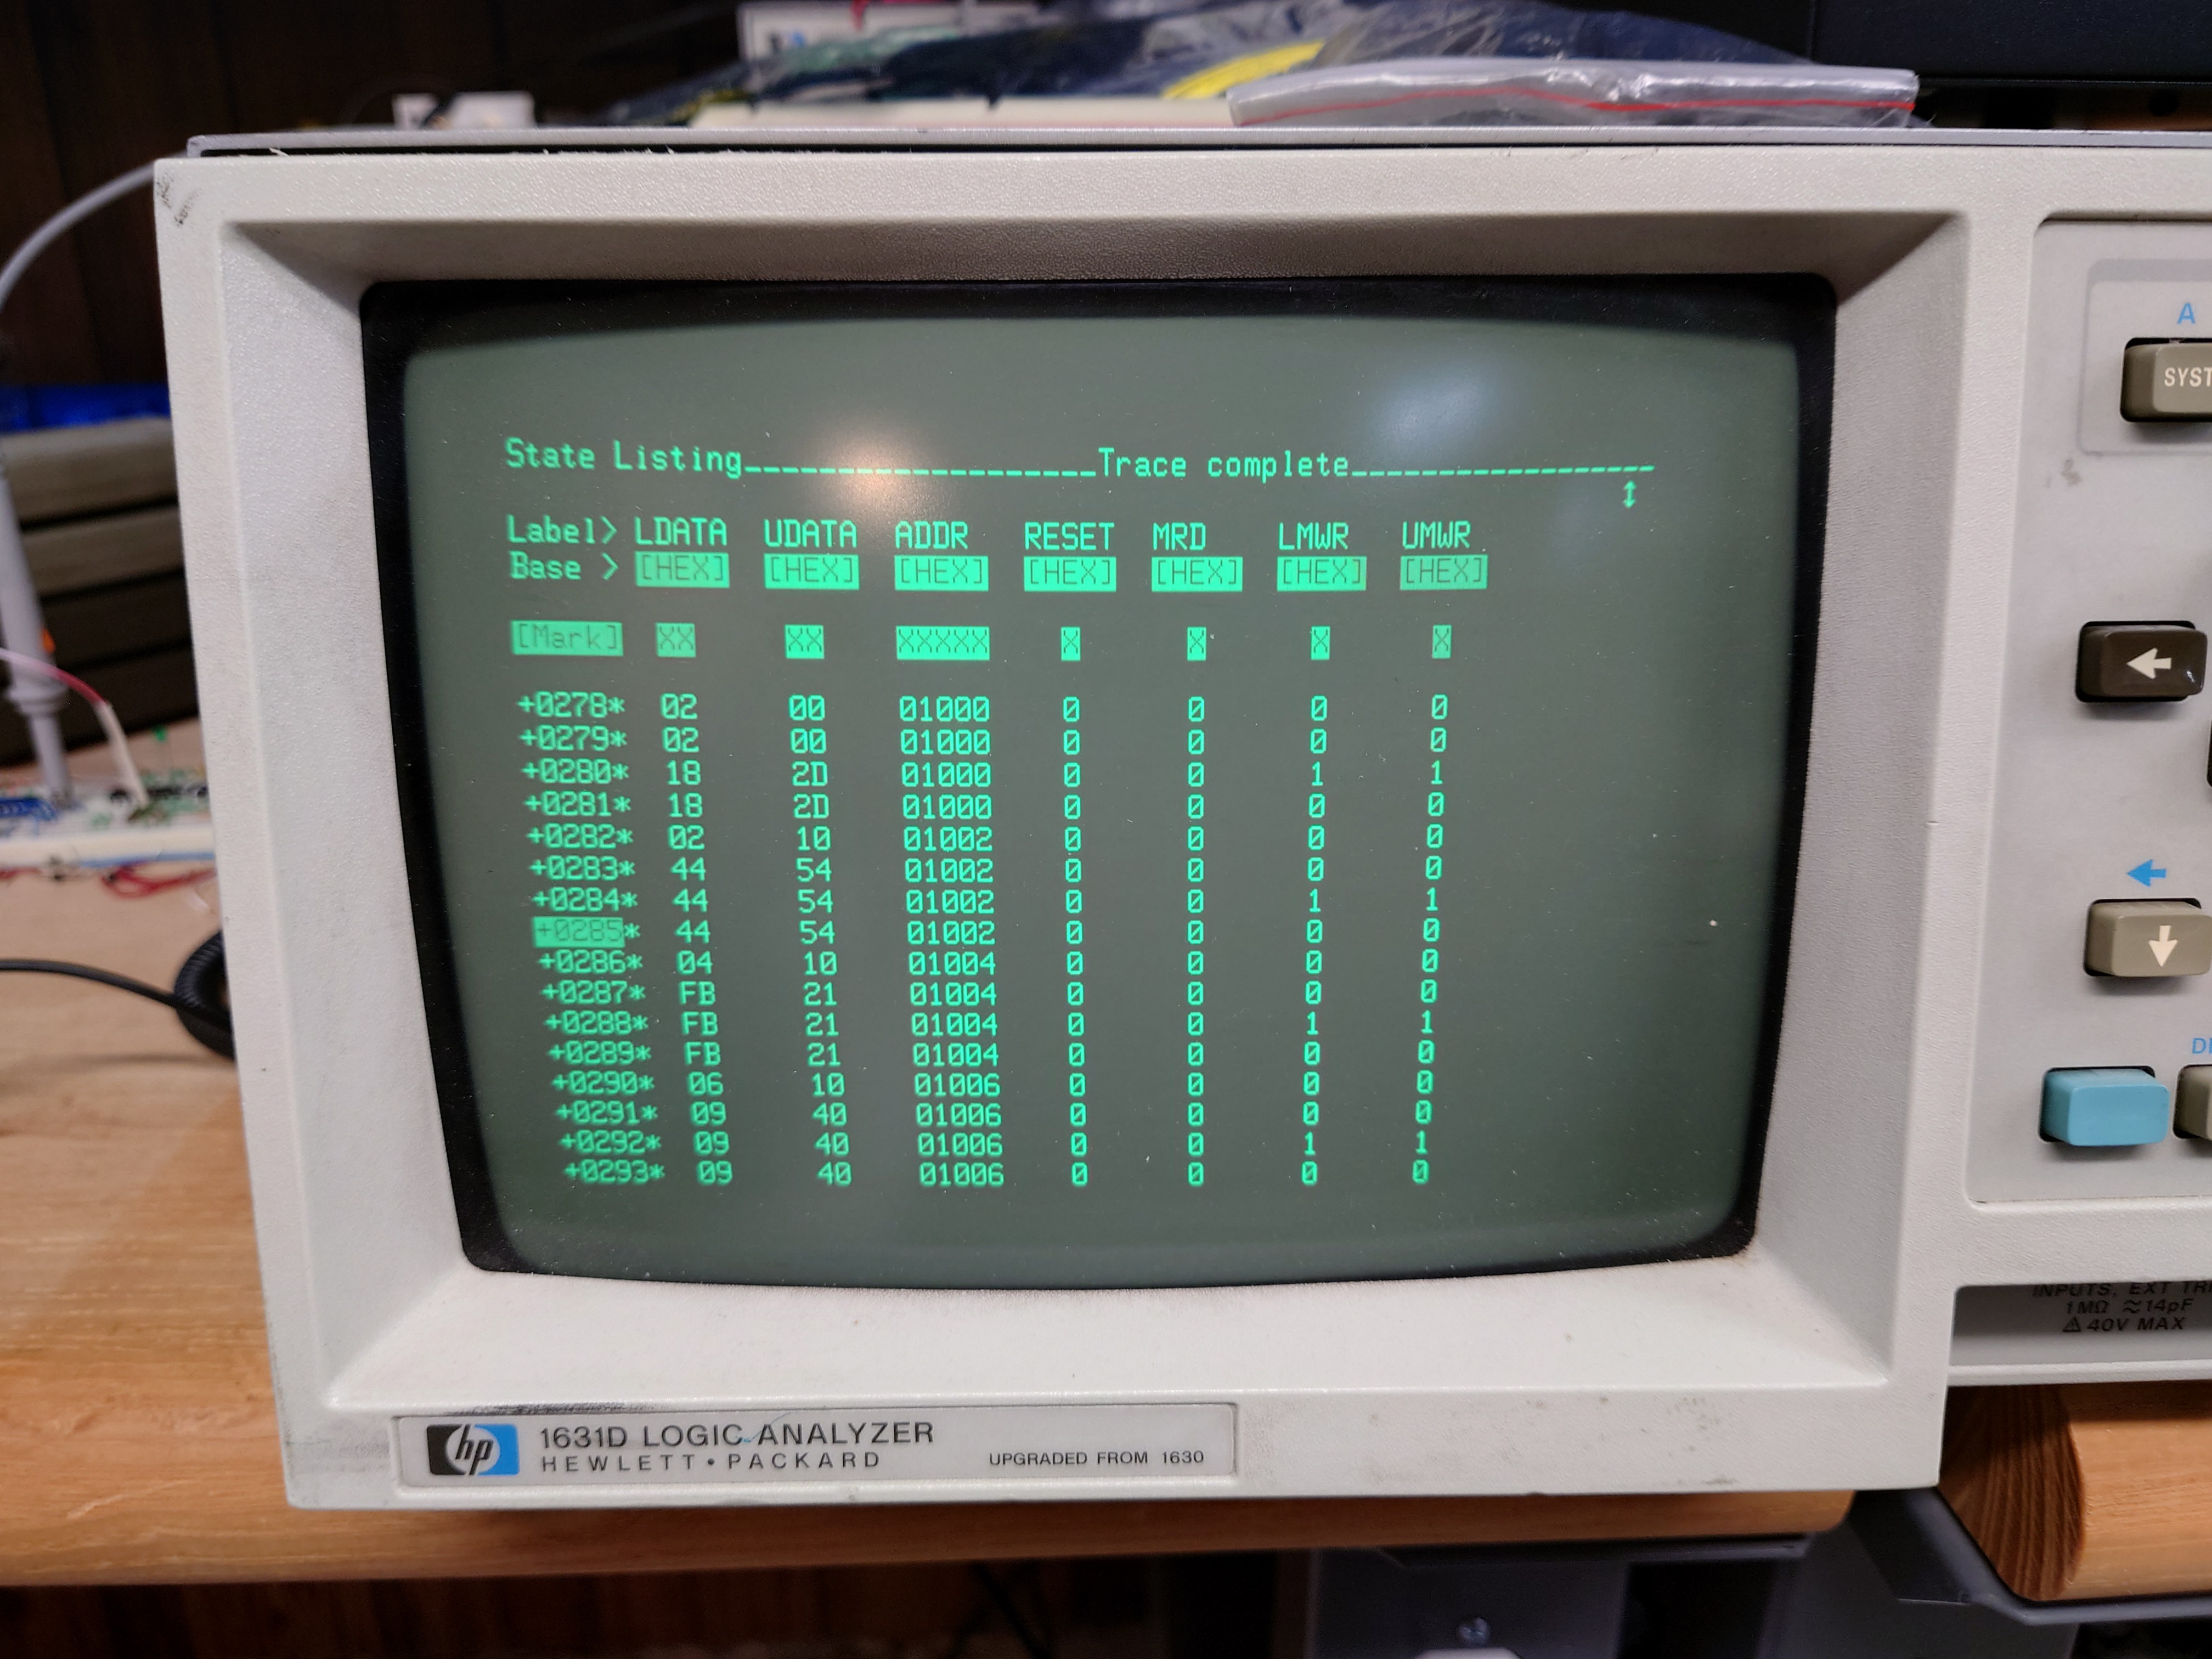 State Listing___________________Trace complete_________________
↕
Label> LDATA UDATA ADDR RESET MRD LMWR UMWR
Base > [HEX] [HEX] [HEX] [HEX] [HEX] [HEX] [HEX]
[Mark] XX XX XXXXX X X X X
+0278* 02 00 01000 0 0 0 0
+0279* 02 00 01000 0 0 0 0
+0280* 18 2D 01000 0 0 1 1
+0281* 18 2D 01000 0 0 0 0
+0282* 02 10 01002 0 0 0 0
+0283* 44 54 01002 0 0 0 0
+0284* 44 54 01002 0 0 1 1
+0285* 44 54 01002 0 0 0 0
+0286* 04 10 01004 0 0 0 0
+0287* FB 21 01004 0 0 0 0
+0288* FB 21 01004 0 0 1 1
+0289* FB 21 01004 0 0 0 0
+0290* 06 10 01006 0 0 0 0
+0291* 09 40 01006 0 0 0 0
+0292* 09 40 01006 0 0 1 1
+0293* 09 40 01006 0 0 0 0
A
SYST
INPUTS, EXT TRI
1MΩ ≈14pF
40V MAX
hp 1631D LOGIC ANALYZER
HEWLETT • PACKARD UPGRADED FROM 1630